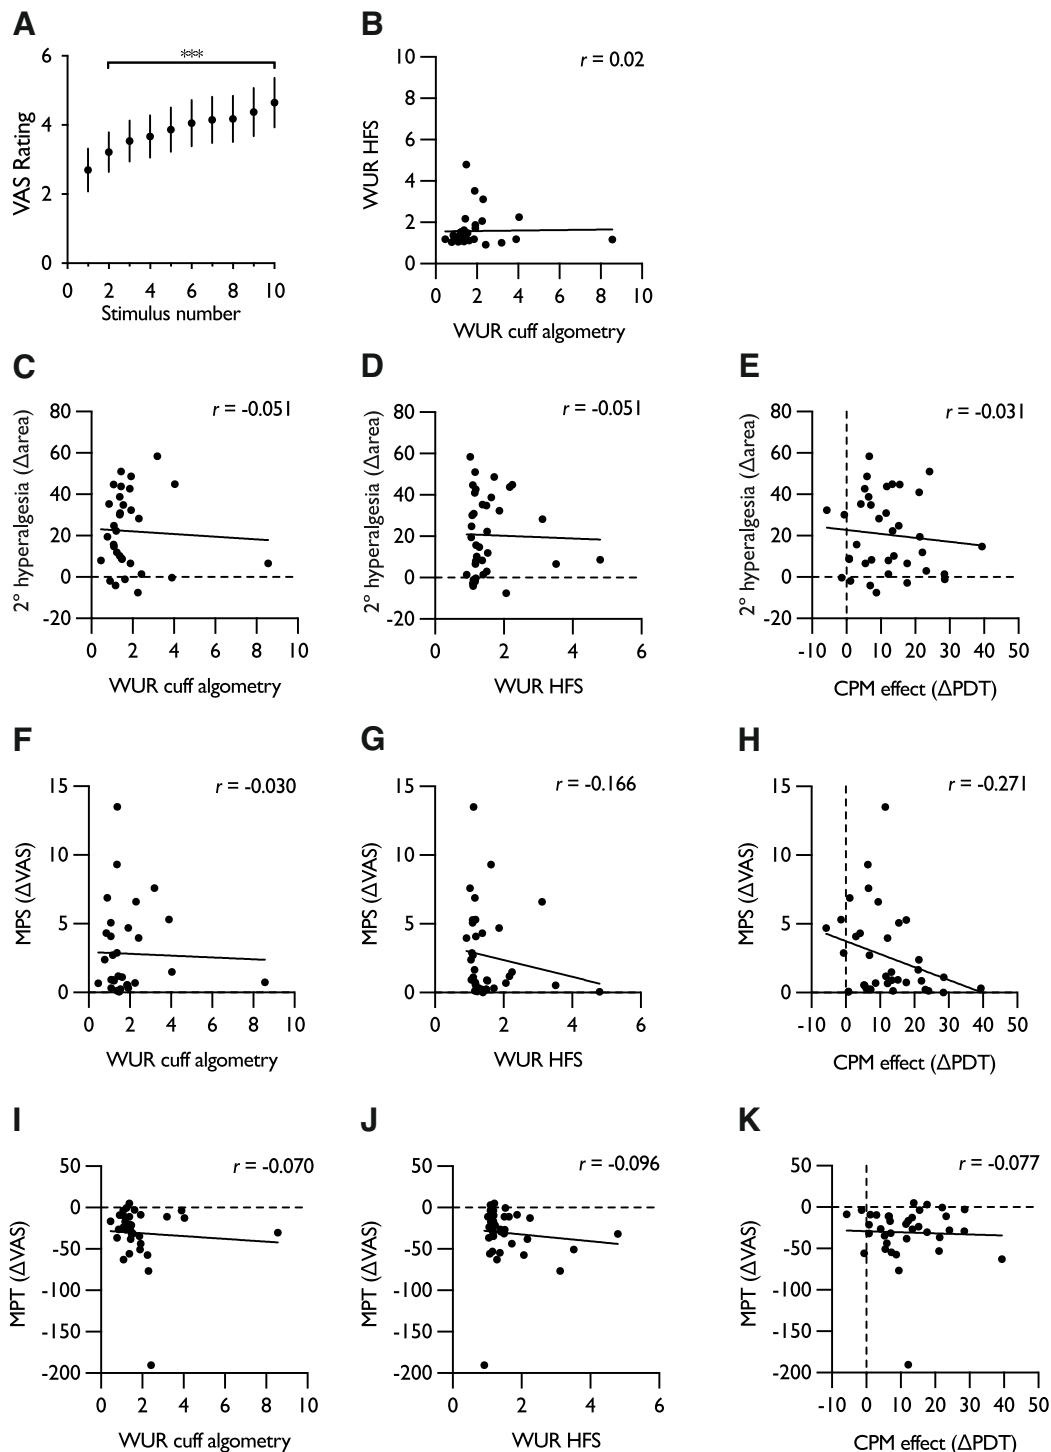 A
B
6
4
2
0
VAS Rating
***
0 2 4 6 8 10
Stimulus number
10
8
6
4
2
0
WUR HFS
r = 0.02
0 2 4 6 8 10
WUR cuff algometry
C
D
E
80
60
40
20
0
-20
2° hyperalgesia (Δarea)
r = -0.051
0 2 4 6 8 10
WUR cuff algometry
80
60
40
20
0
-20
2° hyperalgesia (Δarea)
r = -0.051
0 2 4 6
WUR HFS
80
60
40
20
0
-20
2° hyperalgesia (Δarea)
r = -0.031
-10 0 10 20 30 40 50
CPM effect (ΔPDT)
F
G
H
15
10
5
0
MPS (ΔVAS)
r = -0.030
0 2 4 6 8 10
WUR cuff algometry
15
10
5
0
MPS (ΔVAS)
r = -0.166
0 2 4 6
WUR HFS
15
10
5
0
MPS (ΔVAS)
r = -0.271
-10 0 10 20 30 40 50
CPM effect (ΔPDT)
I
J
K
50
0
-50
-100
-150
-200
MPT (ΔVAS)
r = -0.070
0 2 4 6 8 10
WUR cuff algometry
50
0
-50
-100
-150
-200
MPT (ΔVAS)
r = -0.096
0 2 4 6
WUR HFS
50
0
-50
-100
-150
-200
MPT (ΔVAS)
r = -0.077
-10 0 10 20 30 40 50
CPM effect (ΔPDT)